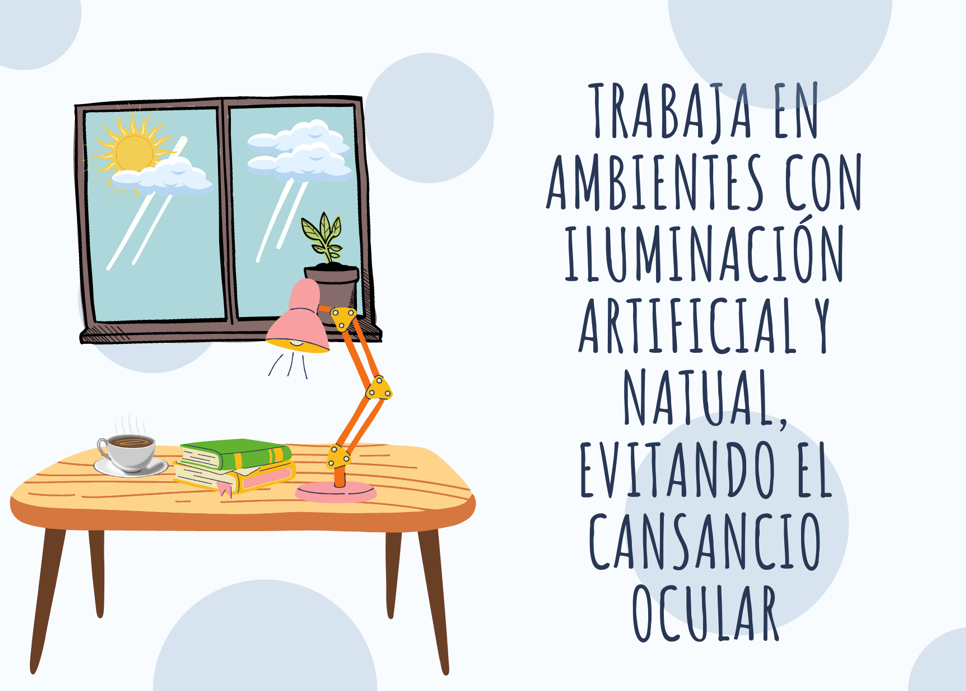 TRABAJA EN
AMBIENTES CON
ILUMINACIÓN
ARTIFICIAL Y
NATUAL,
EVITANDO EL
CANSANCIO
OCULAR